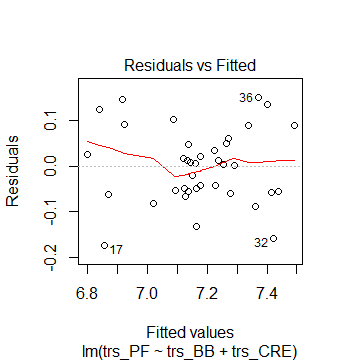 Residuals vs Fitted
Residuals
0.1
0.0
-0.1
-0.2
36
17
32
6.8
7.0
7.2
7.4
Fitted values
lm(trs_PF ~ trs_BB + trs_CRE)